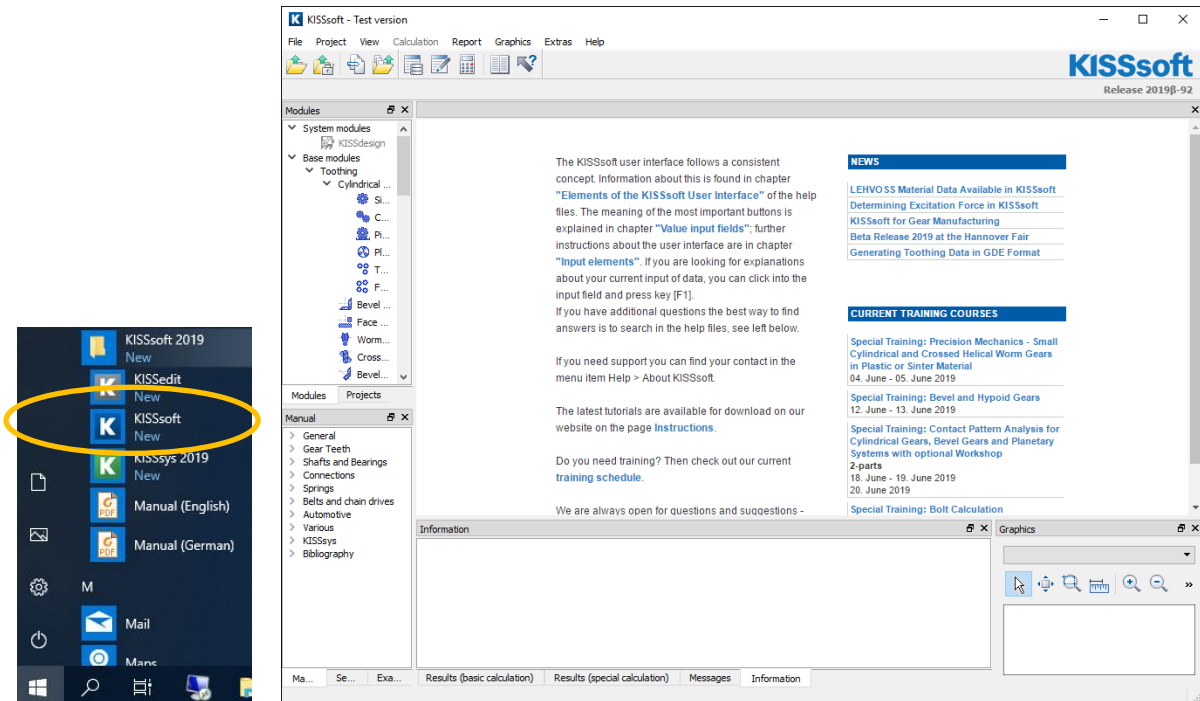 KISSsoft 2019
New
KISSedit
New
KISSsoft
New
KISSsys 2019
New
Manual (English)
Manual (German)
M
Mail
Maps
KISSsoft - Test version
File Project View Calculation Report Graphics Extras Help
KISSsoft
Release 2019β-92
Modules
System modules
KISSdesign
Base modules
Toothing
Cylindrical ...
Si...
C...
Pi...
Pl...
T...
F...
Bevel ...
Face ...
Worm...
Cross...
Bevel...
Modules Projects
Manual
General
Gear Teeth
Shafts and Bearings
Connections
Springs
Belts and chain drives
Automotive
Various
KISSsys
Bibliography
Ma... Se... Exa...
The KISSsoft user interface follows a consistent
concept. Information about this is found in chapter
"Elements of the KISSsoft User Interface" of the help
files. The meaning of the most important buttons is
explained in chapter "Value input fields"; further
instructions about the user interface are in chapter
"Input elements". If you are looking for explanations
about your current input of data, you can click into the
input field and press key [F1].
If you have additional questions the best way to find
answers is to search in the help files, see left below.
If you need support you can find your contact in the
menu item Help > About KISSsoft.
The latest tutorials are available for download on our
website on the page Instructions.
Do you need training? Then check out our current
training schedule.
We are always open for questions and suggestions -
NEWS
LEHVOSS Material Data Available in KISSsoft
Determining Excitation Force in KISSsoft
KISSsoft for Gear Manufacturing
Beta Release 2019 at the Hannover Fair
Generating Toothing Data in GDE Format
CURRENT TRAINING COURSES
Special Training: Precision Mechanics - Small
Cylindrical and Crossed Helical Worm Gears
in Plastic or Sinter Material
04. June - 05. June 2019
Special Training: Bevel and Hypoid Gears
12. June - 13. June 2019
Special Training: Contact Pattern Analysis for
Cylindrical Gears, Bevel Gears and Planetary
Systems with optional Workshop
2-parts
18. June - 19. June 2019
20. June 2019
Special Training: Bolt Calculation
Information
Results (basic calculation) Results (special calculation) Messages Information
Graphics